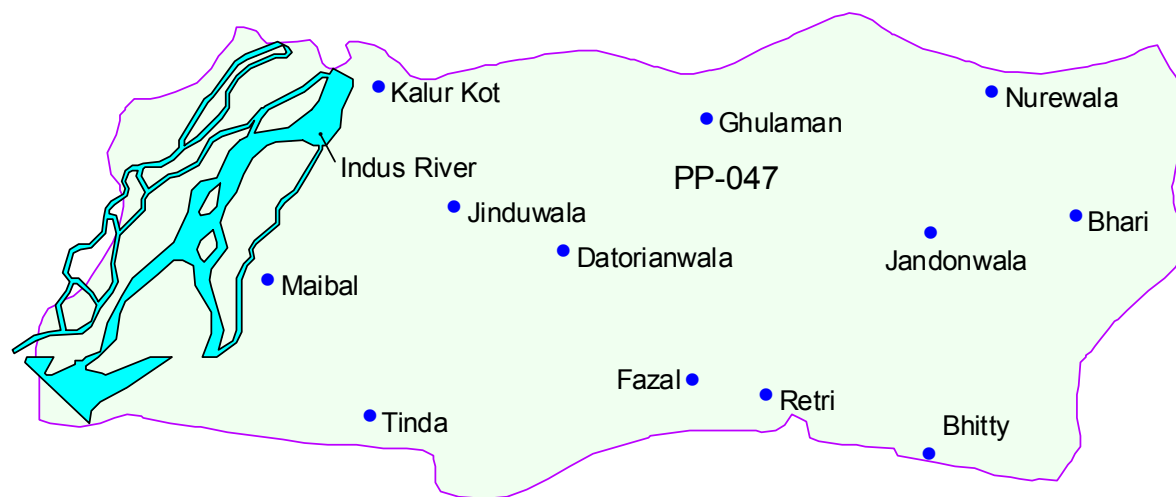 Kalur Kot
Nurewala
Ghulaman
Indus River
PP-047
Jinduwala
Bhari
Datorianwala
Jandonwala
Maibal
Fazal
Retri
Tinda
Bhitty